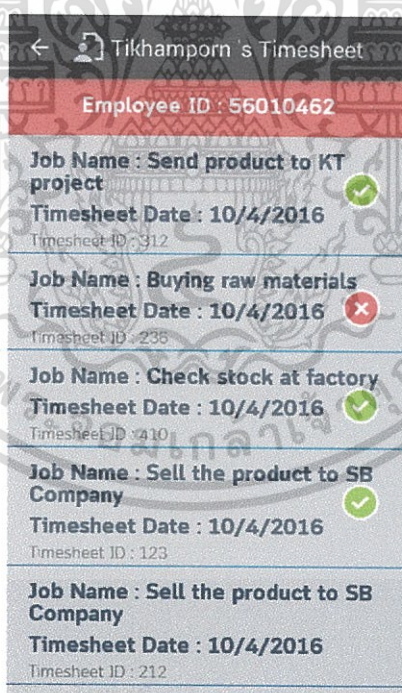 Tikhamporn 's Timesheet
Employee ID : 56010462
Job Name : Send product to KT
project
Timesheet Date : 10/4/2016
Timesheet ID : 312
Job Name : Buying raw materials
Timesheet Date : 10/4/2016
Timesheet ID : 236
Job Name : Check stock at factory
Timesheet Date : 10/4/2016
Timesheet ID : 410
Job Name : Sell the product to SB
Company
Timesheet Date : 10/4/2016
Timesheet ID : 123
Job Name : Sell the product to SB
Company
Timesheet Date : 10/4/2016
Timesheet ID : 212